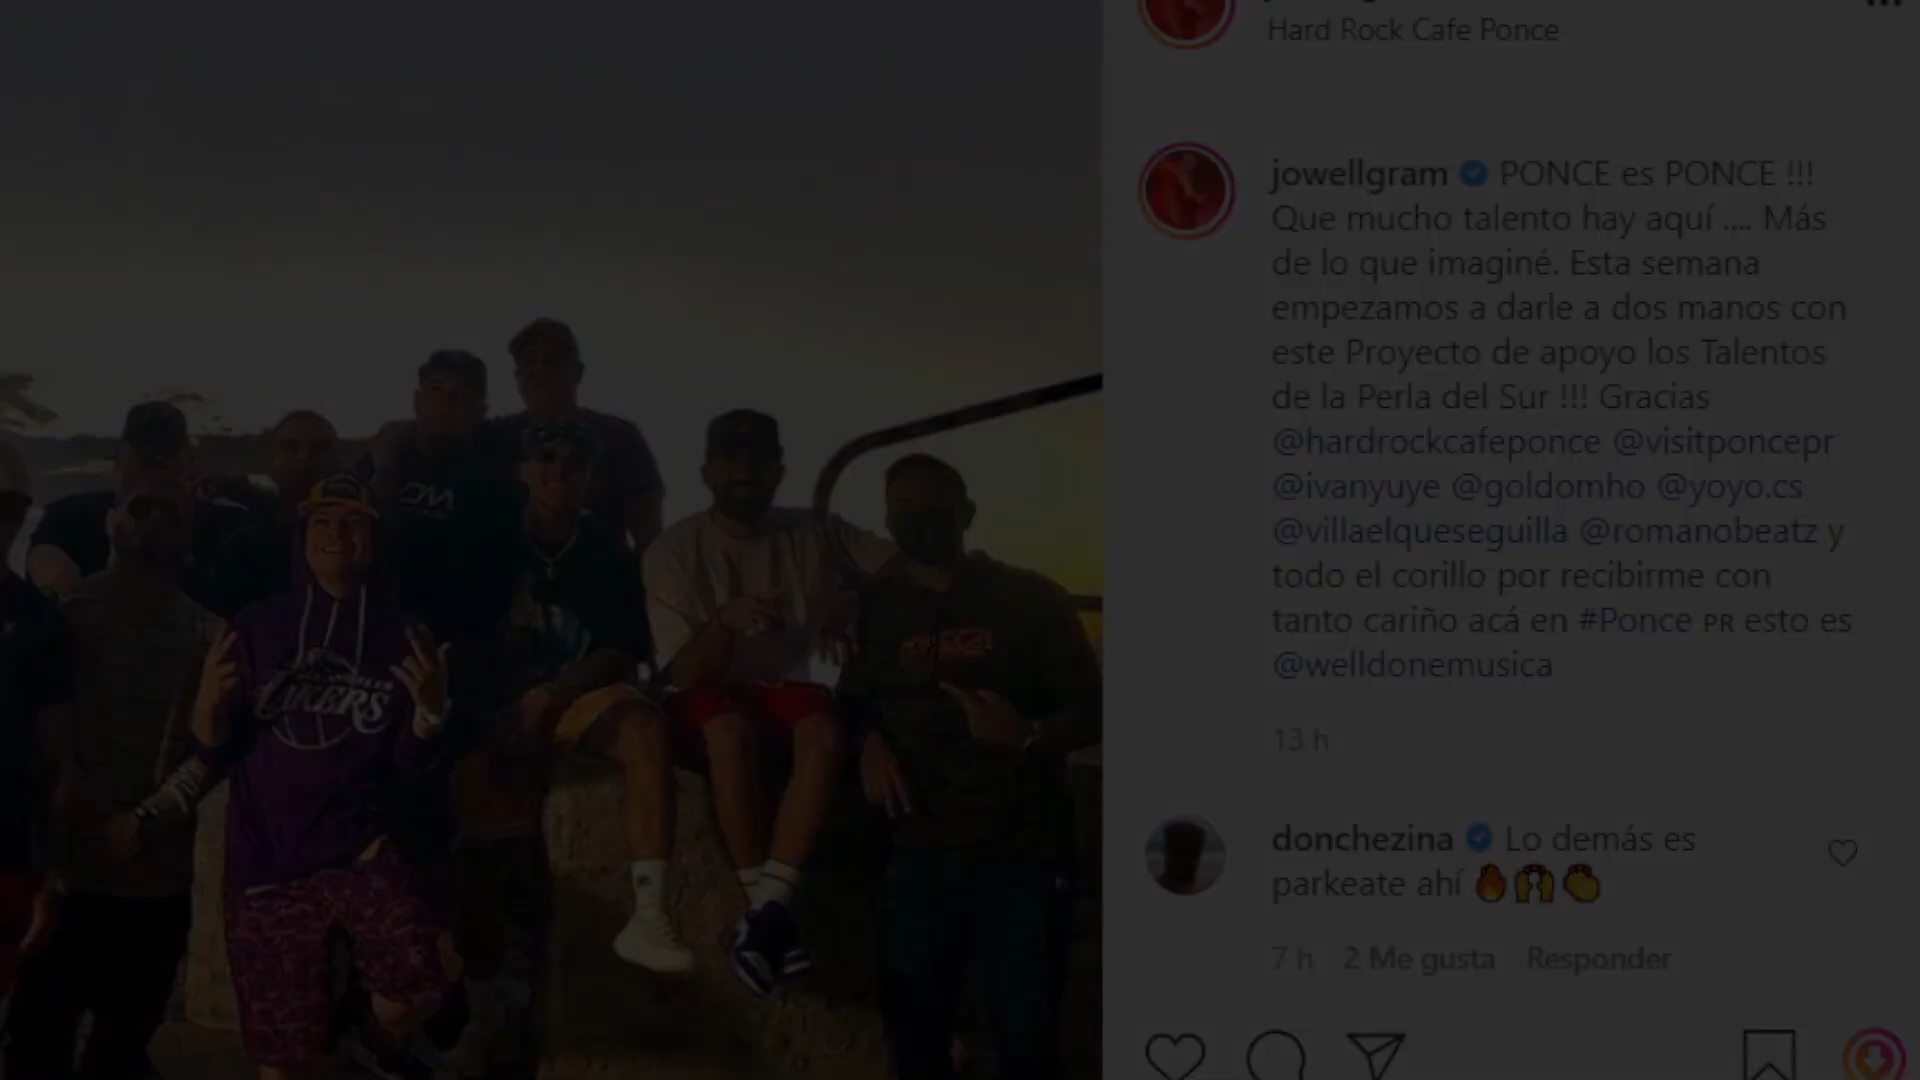 Hard Rock Cafe Ponce
jowellgram PONCE es PONCE !!!
Que mucho talento hay aquí .... Más
de lo que imaginé. Esta semana
empezamos a darle a dos manos con
este Proyecto de apoyo los Talentos
de la Perla del Sur !!! Gracias
@hardrockcafeponce @visitponcepr
@ivanyuye @goldomho @yoyo.cs
@villaelqueseguilla @romanobeatz y
todo el corillo por recibirme con
tanto cariño acá en #Ponce PR esto es
@welldonemusica
13 h
donchezina Lo demás es
parkeate ahí 🔥🙌👏
7 h 2 Me gusta Responder
LAKERS